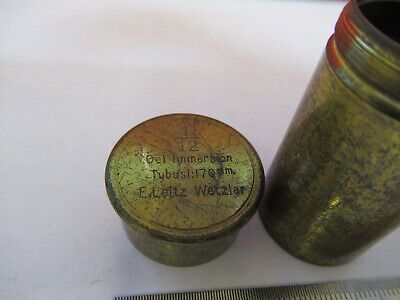 1
12
Oel Immersion
Tubusl:170mm.
E.Leitz Wetzlar